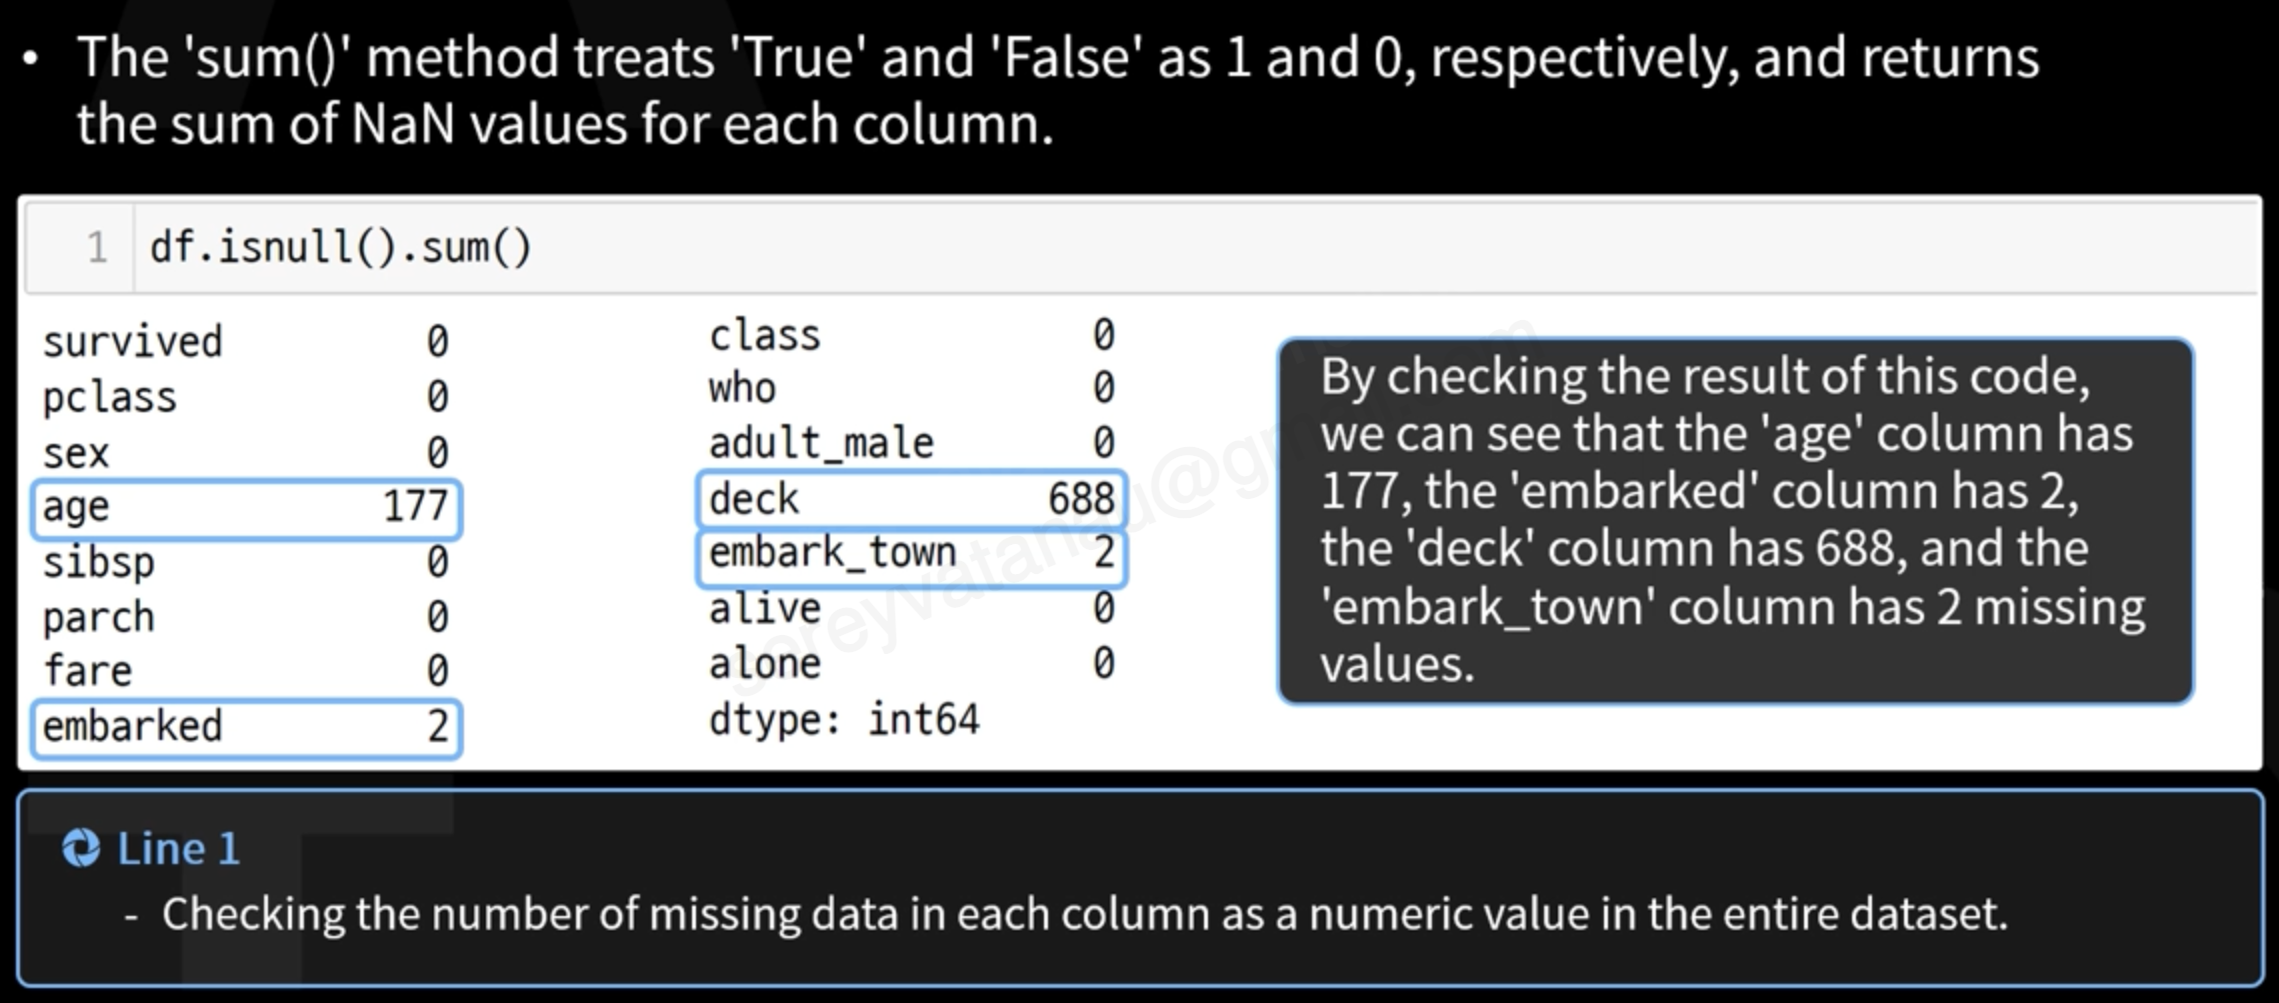 • The 'sum()' method treats 'True' and 'False' as 1 and 0, respectively, and returns
the sum of NaN values for each column.
1 df.isnull().sum()
survived 0
pclass 0
sex 0
age 177
sibsp 0
parch 0
fare 0
embarked 2
class 0
who 0
adult_male 0
deck 688
embark_town 2
alive 0
alone 0
dtype: int64
By checking the result of this code,
we can see that the 'age' column has
177, the 'embarked' column has 2,
the 'deck' column has 688, and the
'embark_town' column has 2 missing
values.
Line 1
- Checking the number of missing data in each column as a numeric value in the entire dataset.